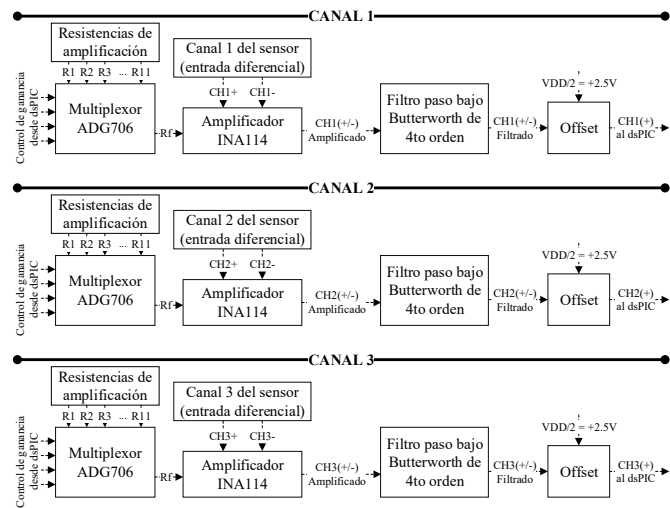 CANAL 1
Resistencias de
amplificación
R1 R2 R3 ... R11
Control de ganancia
desde dsPIC
Multiplexor
ADG706
Rf
Canal 1 del sensor
(entrada diferencial)
CH1+ CH1-
Amplificador
INA114
CH1(+/-)
Amplificado
Filtro paso bajo
Butterworth de
4to orden
CH1(+/-)
Filtrado
VDD/2 = +2.5V
Offset
CH1(+)
al dsPIC
CANAL 2
Resistencias de
amplificación
R1 R2 R3 ... R11
Control de ganancia
desde dsPIC
Multiplexor
ADG706
Rf
Canal 2 del sensor
(entrada diferencial)
CH2+ CH2-
Amplificador
INA114
CH2(+/-)
Amplificado
Filtro paso bajo
Butterworth de
4to orden
CH2(+/-)
Filtrado
VDD/2 = +2.5V
Offset
CH2(+)
al dsPIC
CANAL 3
Resistencias de
amplificación
R1 R2 R3 ... R11
Control de ganancia
desde dsPIC
Multiplexor
ADG706
Rf
Canal 3 del sensor
(entrada diferencial)
CH3+ CH3-
Amplificador
INA114
CH3(+/-)
Amplificado
Filtro paso bajo
Butterworth de
4to orden
CH3(+/-)
Filtrado
VDD/2 = +2.5V
Offset
CH3(+)
al dsPIC